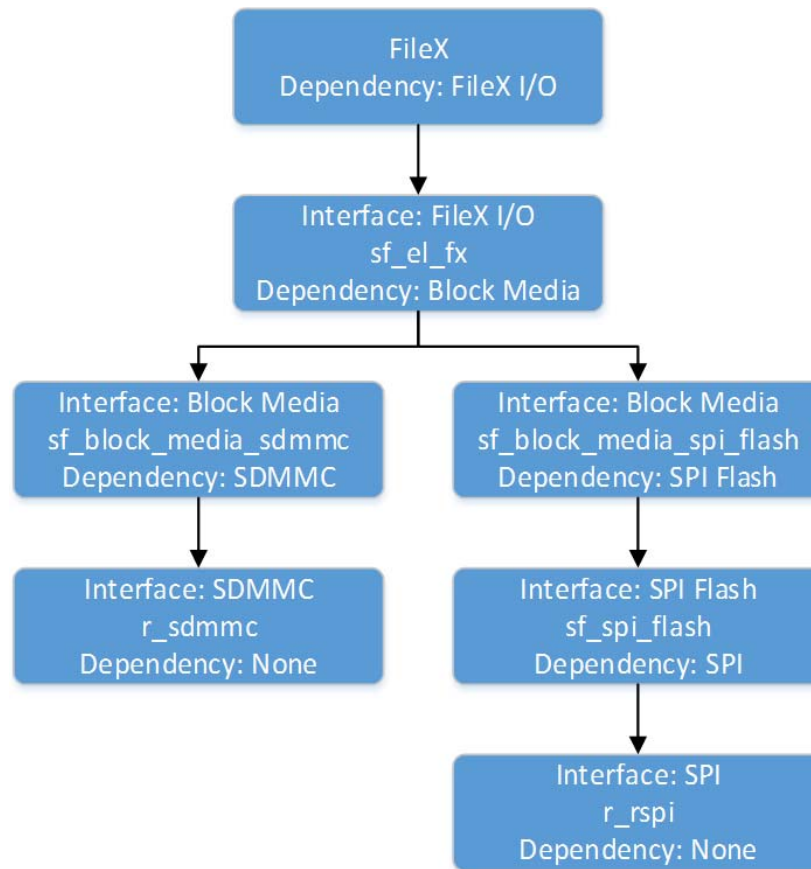 FileX
Dependency: FileX I/O
Interface: FileX I/O
sf_el_fx
Dependency: Block Media
Interface: Block Media
sf_block_media_sdmmc
Dependency: SDMMC
Interface: Block Media
sf_block_media_spi_flash
Dependency: SPI Flash
Interface: SDMMC
r_sdmmc
Dependency: None
Interface: SPI Flash
sf_spi_flash
Dependency: SPI
Interface: SPI
r_rspi
Dependency: None